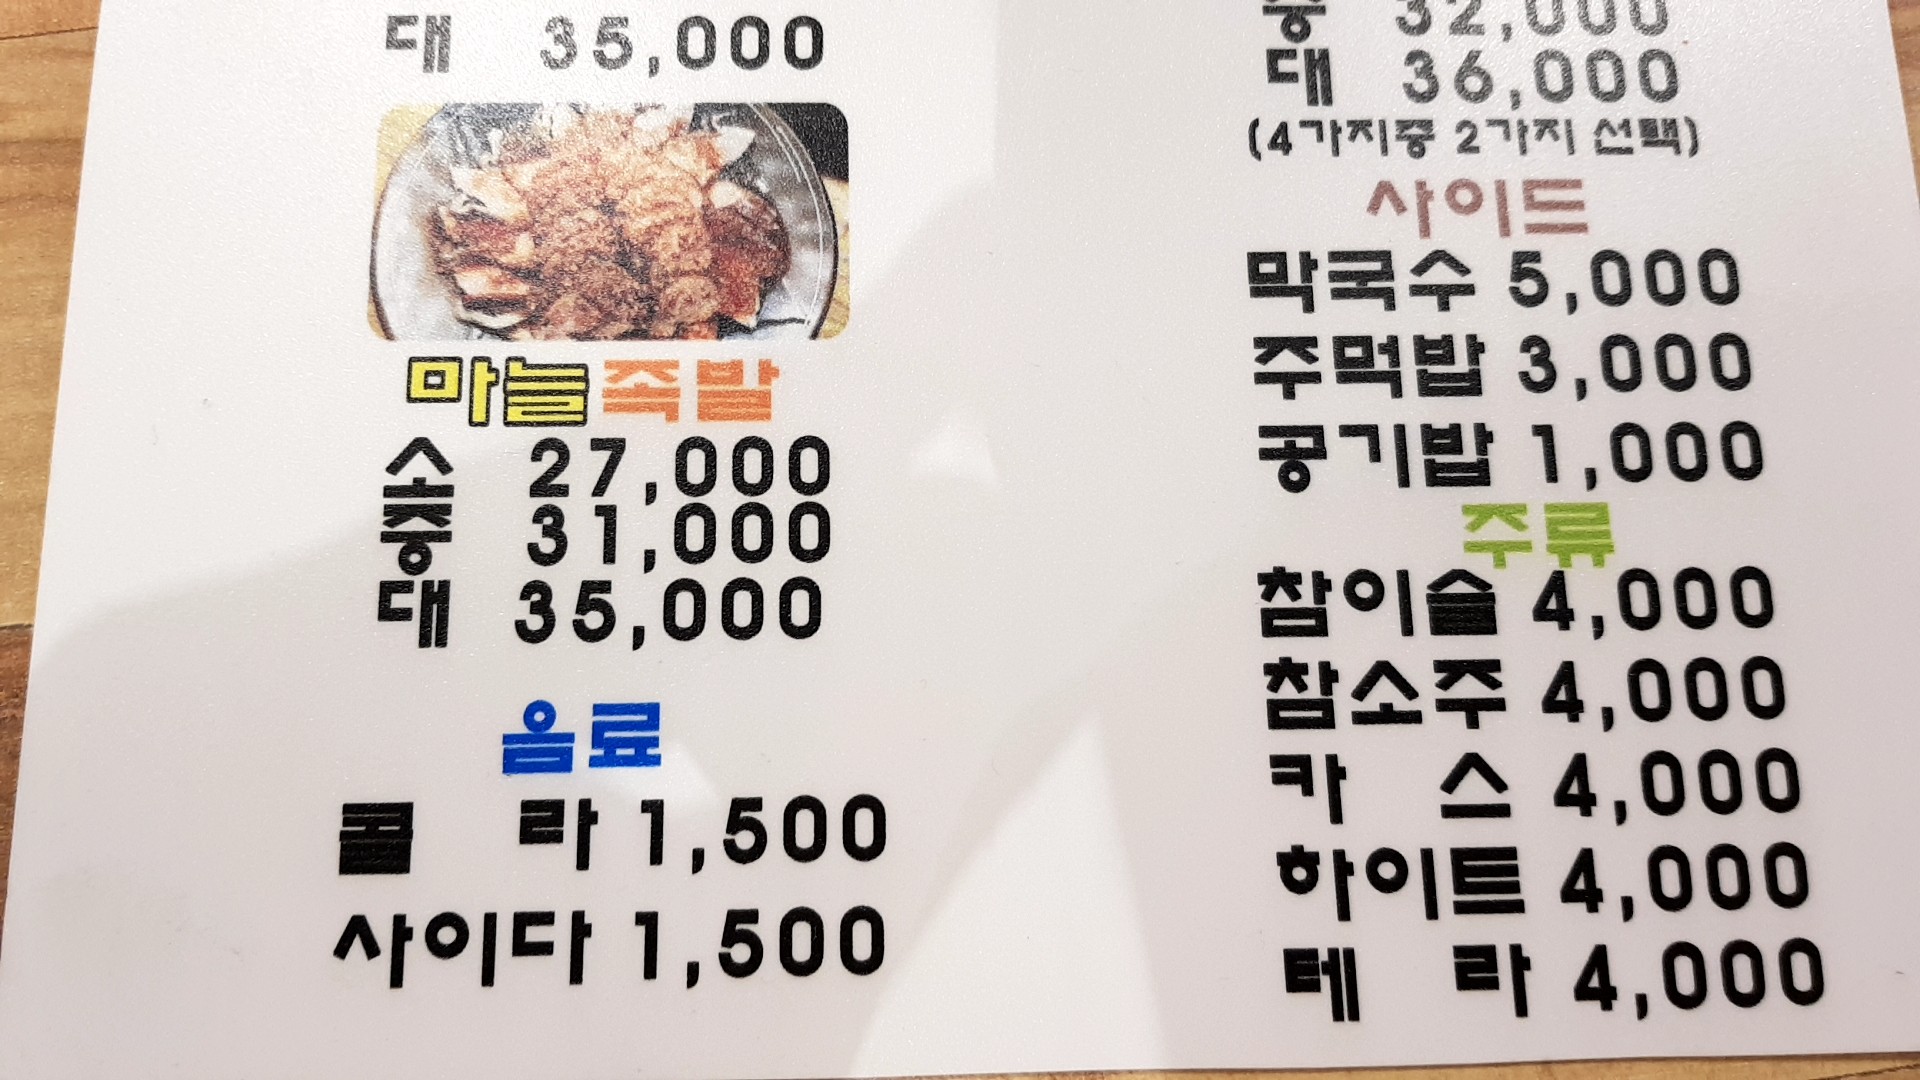 대 35,000
마늘족발
소 27,000
중 31,000
대 35,000
음료
콜 라 1,500
사이다 1,500
중 32,000
대 36,000
(4가지중 2가지 선택)
사이드
막국수 5,000
주먹밥 3,000
공기밥 1,000
주류
참이슬 4,000
참소주 4,000
카 스 4,000
하이트 4,000
테 라 4,000